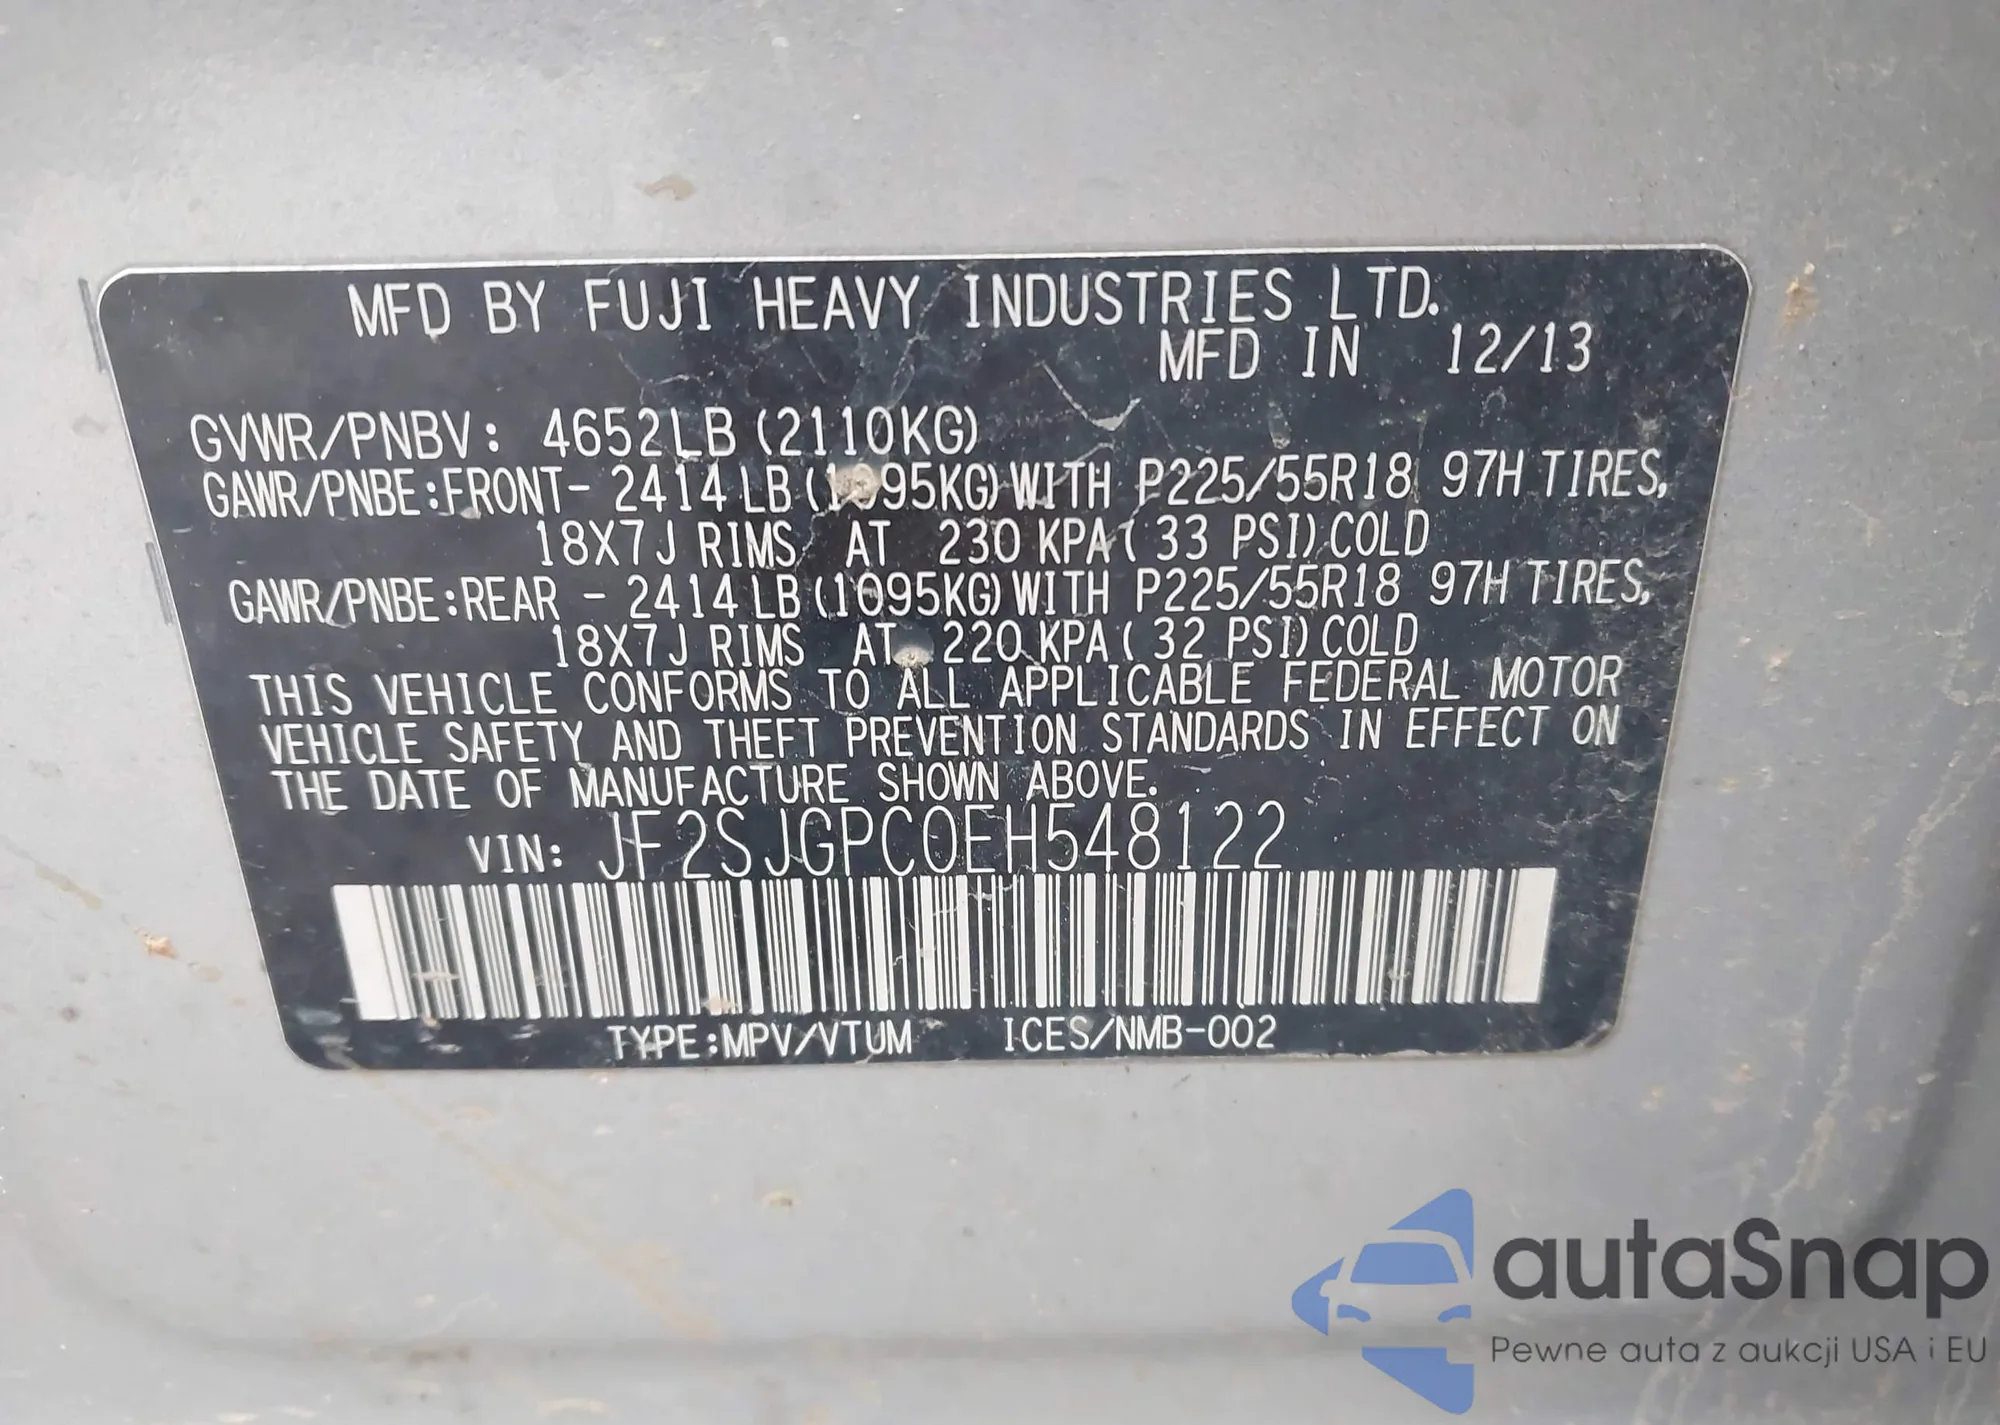 MFD BY FUJI HEAVY INDUSTRIES LTD.
MFD IN 12/13
GVWR/PNBV: 4652LB (2110KG)
GAWR/PNBE:FRONT- 2414LB (1095KG) WITH P225/55R18 97H TIRES,
18X7J RIMS AT 230 KPA ( 33 PSI) COLD
GAWR/PNBE:REAR - 2414LB (1095KG) WITH P225/55R18 97H TIRES,
18X7J RIMS AT 220 KPA ( 32 PSI) COLD
THIS VEHICLE CONFORMS TO ALL APPLICABLE FEDERAL MOTOR
VEHICLE SAFETY AND THEFT PREVENTION STANDARDS IN EFFECT ON
THE DATE OF MANUFACTURE SHOWN ABOVE.
VIN: JF2SJGPC0EH548122
TYPE:MPV/VTUM ICES/NMB-002
autaSnap
Pewne auta z aukcji USA i EU